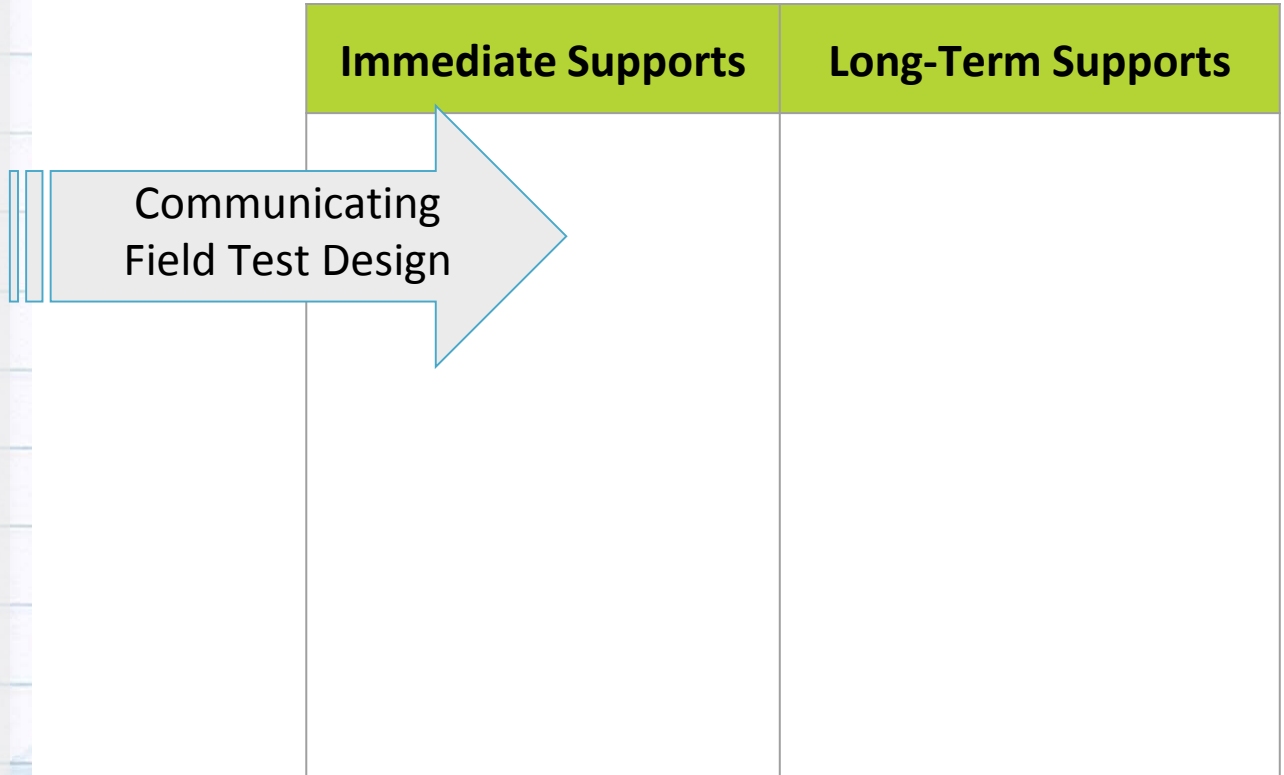 Immediate Supports
Long-Term Supports
Communicating
Field Test Design